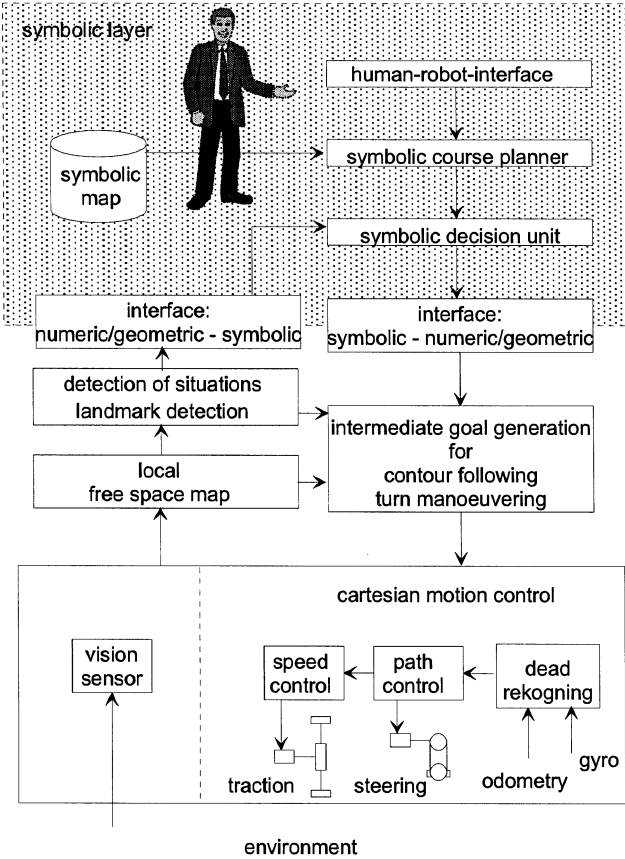 symbolic layer
human-robot-interface
symbolic course planner
symbolic
map
symbolic decision unit
interface:
numeric/geometric - symbolic
interface:
symbolic - numeric/geometric
detection of situations
landmark detection
intermediate goal generation
for
contour following
turn manoeuvering
local
free space map
cartesian motion control
vision
sensor
speed
control
path
control
dead
rekogning
traction
steering
odometry
gyro
environment